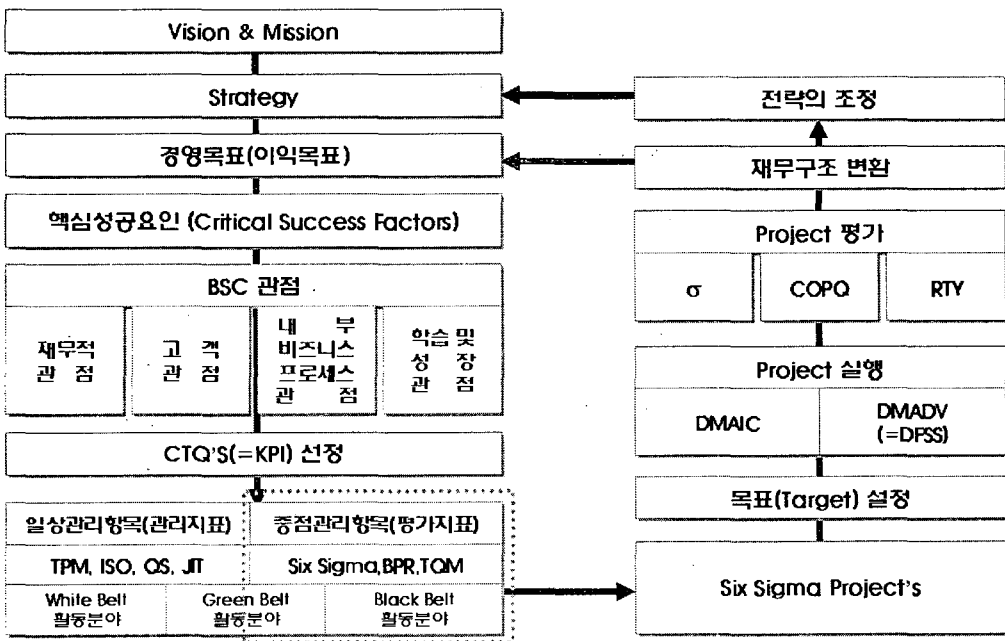 Vision & Mission
Strategy
경영목표(이익목표)
핵심성공요인 (Critical Success Factors)
BSC 관점
재무적
관 점
고 객
관 점
내 부
비즈니스
프로세스
관 점
학습 및
성 장
관 점
CTQ'S(=KPI) 선정
일상관리항목(관리지표)
TPM, ISO, QS, JIT
중점관리항목(평가지표)
Six Sigma,BPR,TQM
White Belt
활동분야
Green Belt
활동분야
Black Belt
활동분야
전략의 조정
재무구조 변환
Project 평가
σ
COPQ
RTY
Project 실행
DMAIC
DMADV
(=DFSS)
목표(Target) 설정
Six Sigma Project's